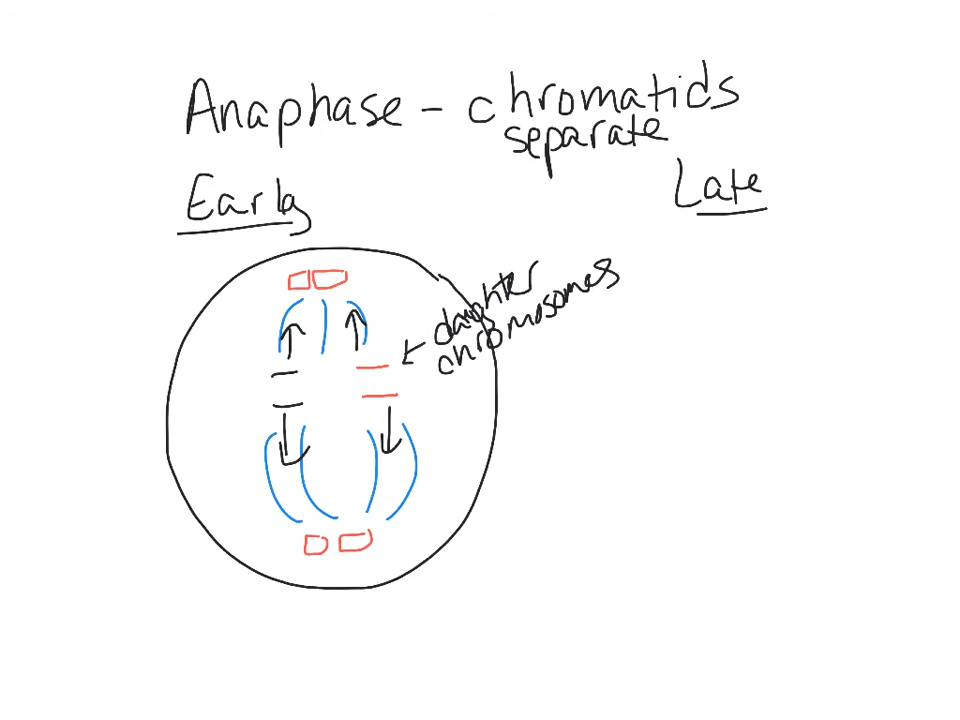 Anaphase - chromatids
separate
Early
Late
daughter
chromosomes